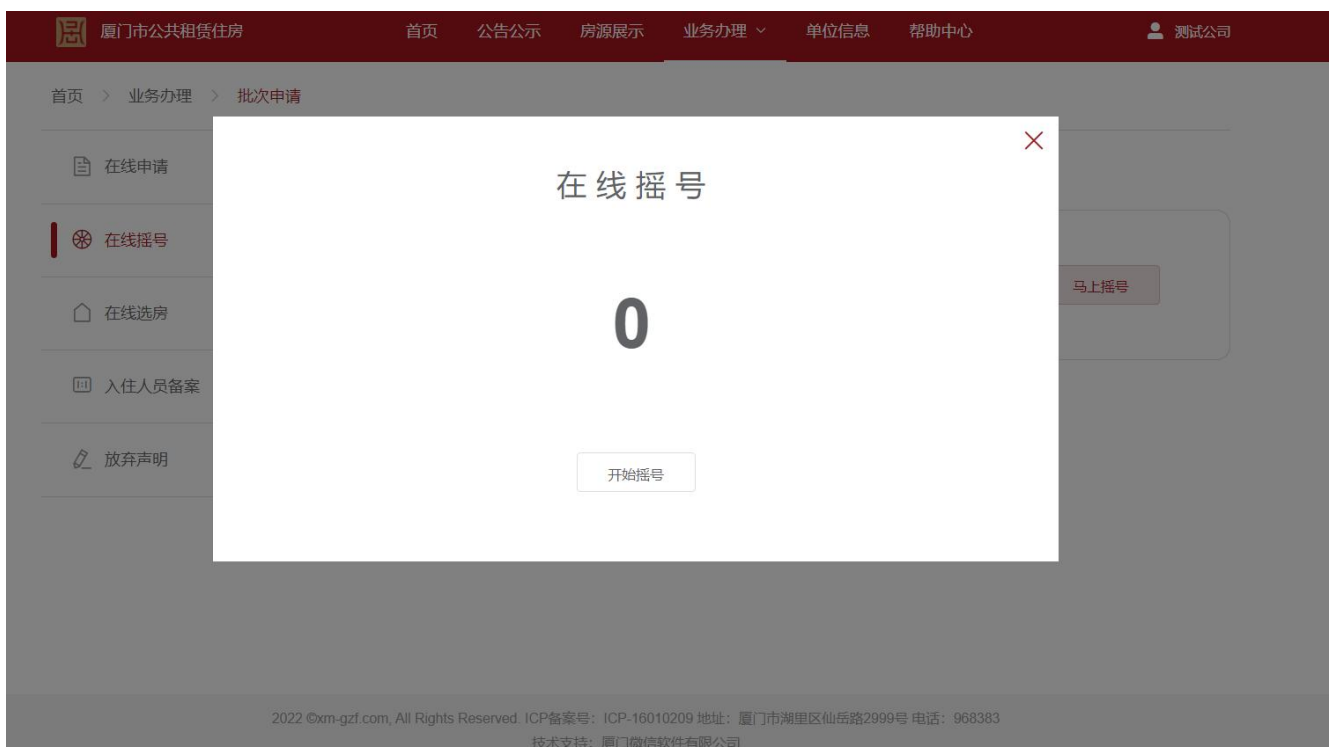 厦门市公共租赁住房 首页 公告公示 房源展示 业务办理 单位信息 帮助中心 测试公司
首页 > 业务办理 > 批次申请
在线申请
在线摇号
在线选房
入住人员备案
放弃声明
在线摇号
0
开始摇号
马上摇号
2022 ©xm-gzf.com, All Rights Reserved. ICP备案号：ICP-16010209 地址：厦门市湖里区仙岳路2999号 电话：968383
技术支持：厦门微信软件有限公司